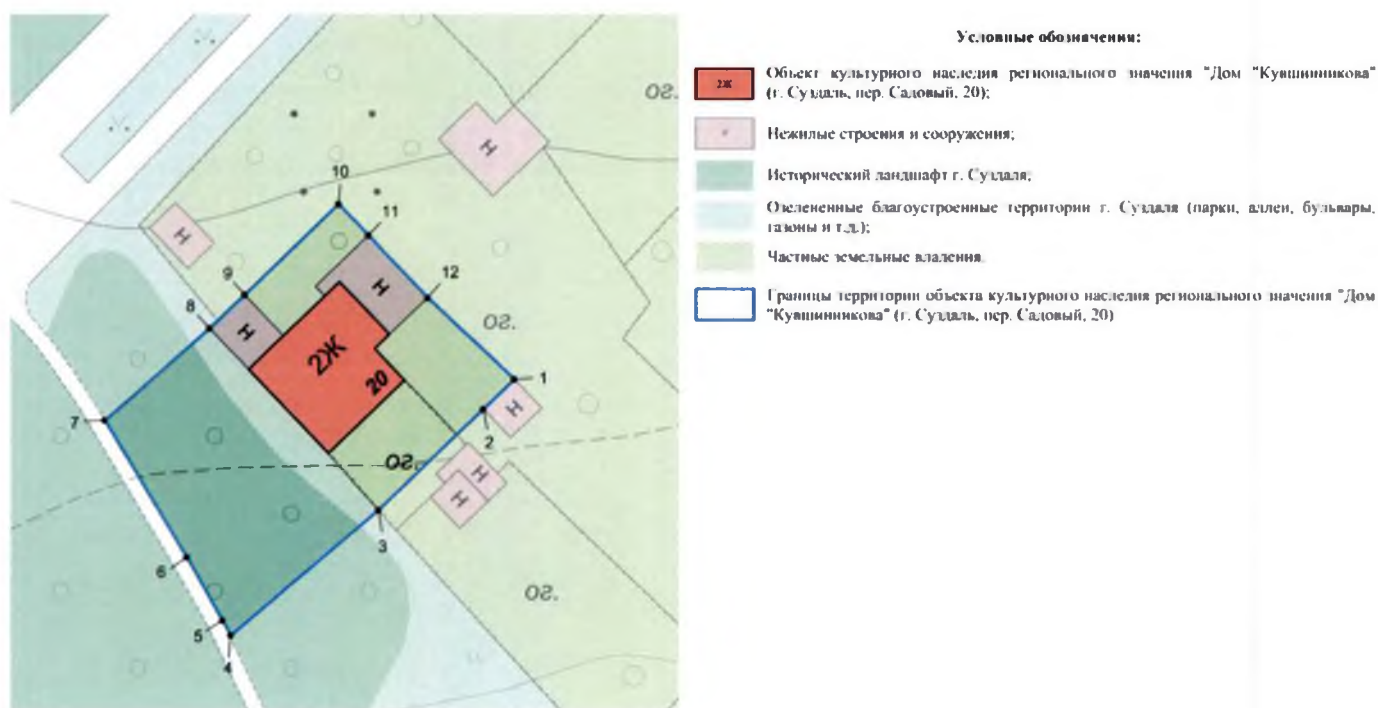 Условные обозначения:
2Ж
Объект культурного наследия регионального значения "Дом "Кувшинникова"
(г. Суздаль, пер. Садовый, 20);
Нежилые строения и сооружения;
Исторический ландшафт г. Суздаля;
Озелененные благоустроенные территории г. Суздаля (парки, аллеи, бульвары,
газоны и т.д.);
Частные земельные владения.
Границы территории объекта культурного наследия регионального значения "Дом
"Кувшинникова" (г. Суздаль, пер. Садовый, 20)
Ог.
Н
10
11
Н
12
Н
9
8
Н
Ог.
2Ж
20
1
Н
2
7
Ог.
Н
Н
3
6
Ог.
5
4